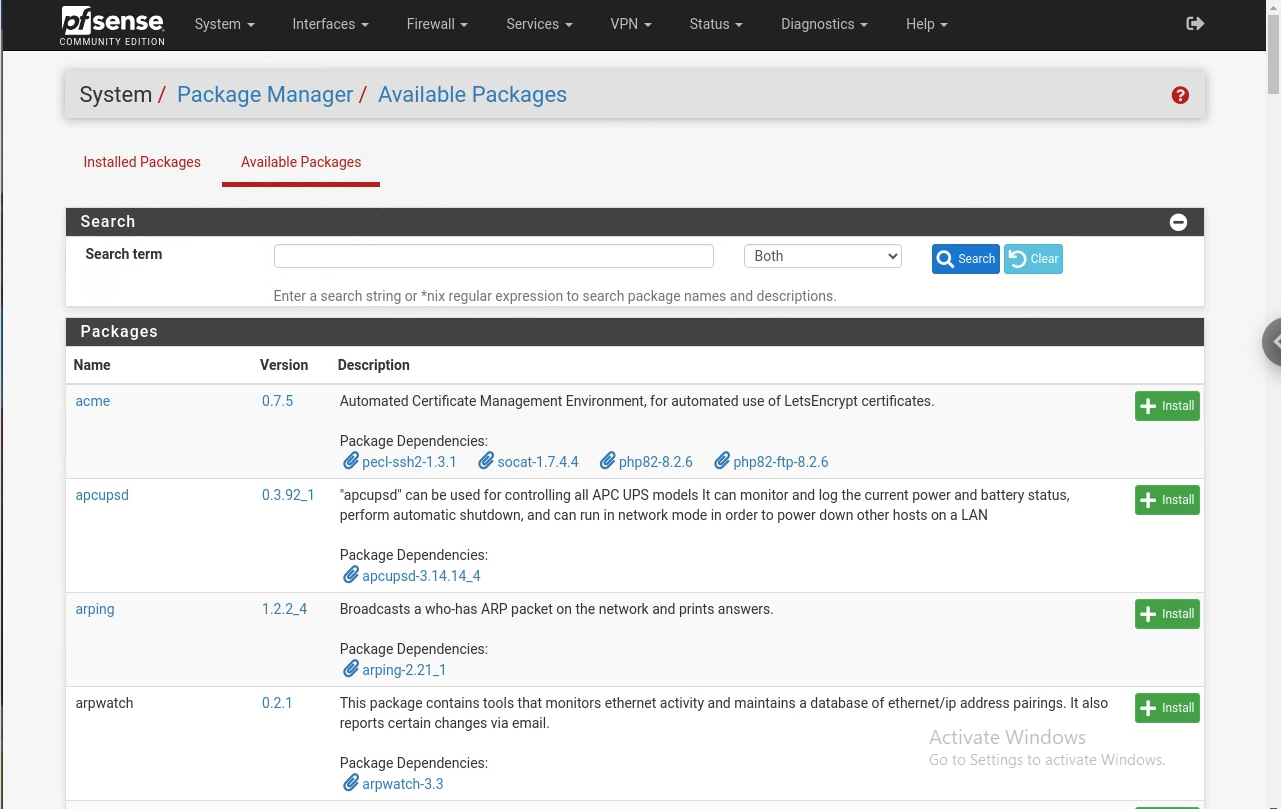 pfsense
COMMUNITY EDITION
System Interfaces Firewall Services VPN Status Diagnostics Help
System / Package Manager / Available Packages
Installed Packages Available Packages
Search
Search term Both Search Clear
Enter a search string or *nix regular expression to search package names and descriptions.
Packages
Name Version Description
acme 0.7.5 Automated Certificate Management Environment, for automated use of LetsEncrypt certificates. Install
Package Dependencies:
pecl-ssh2-1.3.1 socat-1.7.4.4 php82-8.2.6 php82-ftp-8.2.6
apcupsd 0.3.92_1 "apcupsd" can be used for controlling all APC UPS models It can monitor and log the current power and battery status, Install
perform automatic shutdown, and can run in network mode in order to power down other hosts on a LAN
Package Dependencies:
apcupsd-3.14.14_4
arping 1.2.2_4 Broadcasts a who-has ARP packet on the network and prints answers. Install
Package Dependencies:
arping-2.21_1
arpwatch 0.2.1 This package contains tools that monitors ethernet activity and maintains a database of ethernet/ip address pairings. It also Install
reports certain changes via email.
Activate Windows
Go to Settings to activate Windows.
Package Dependencies:
arpwatch-3.3